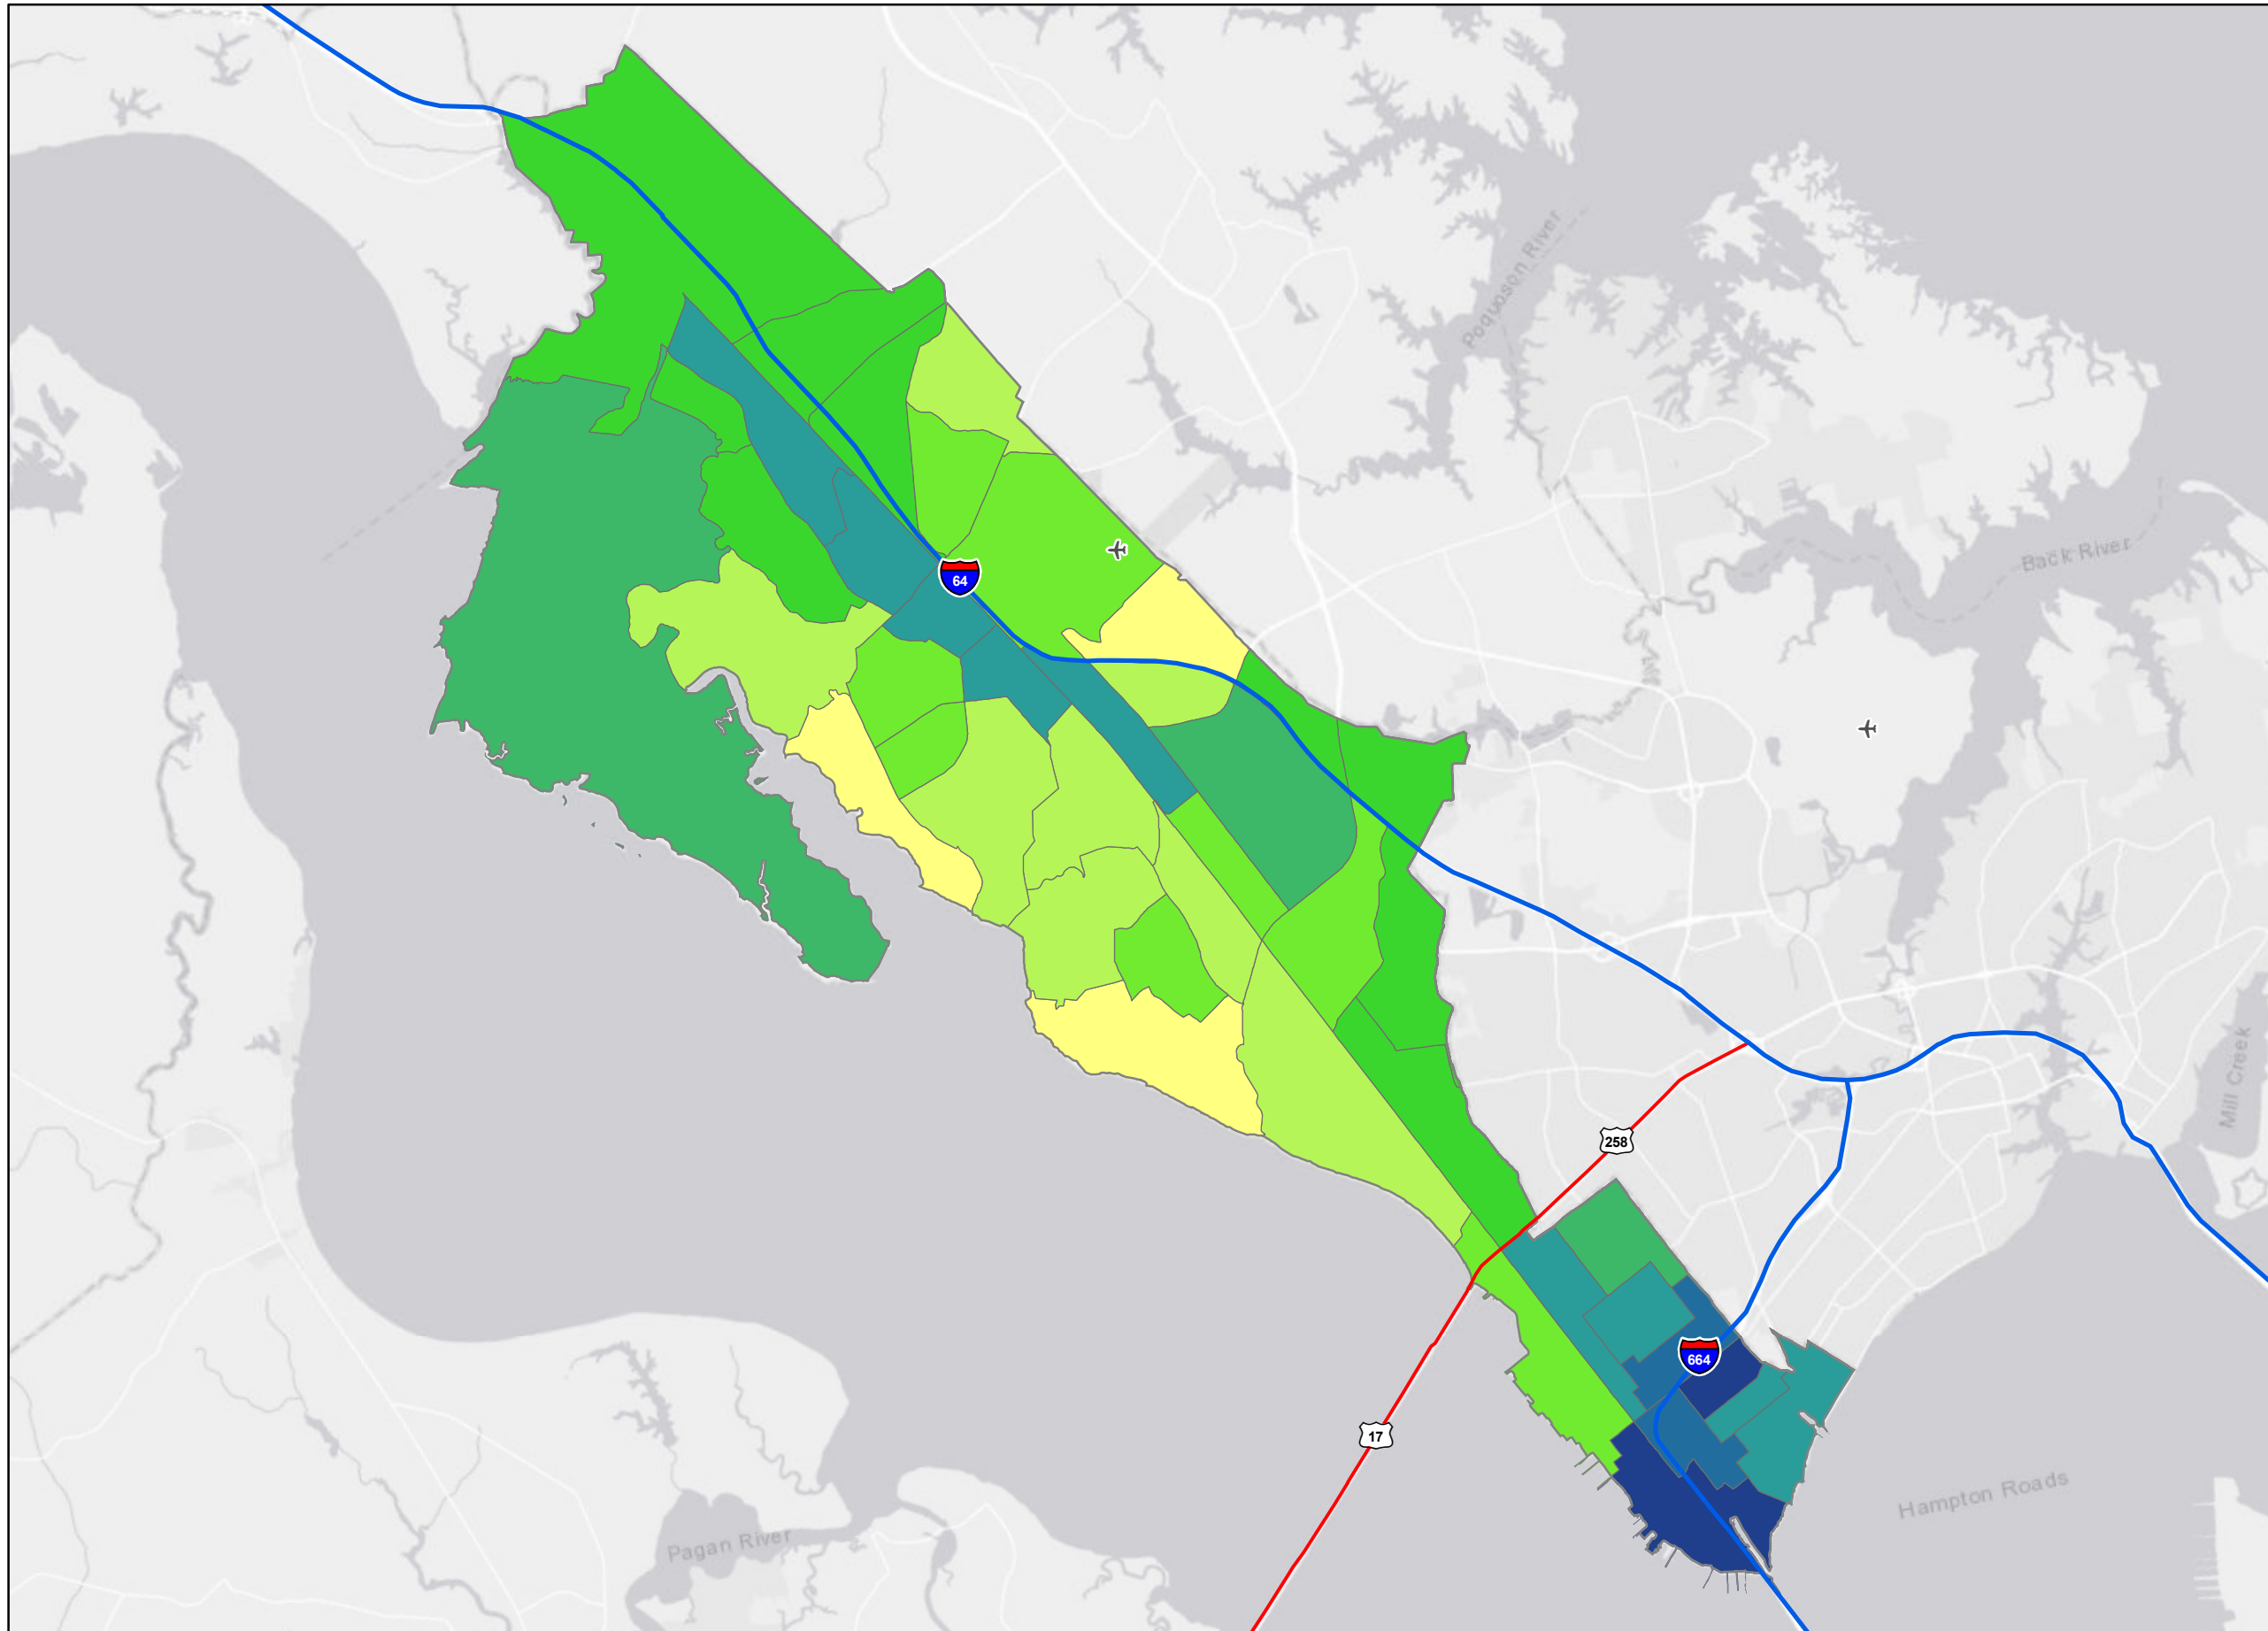 Poquoson River
Back River
64
Mill Creek
258
664
17
Hampton Roads
Pagan River